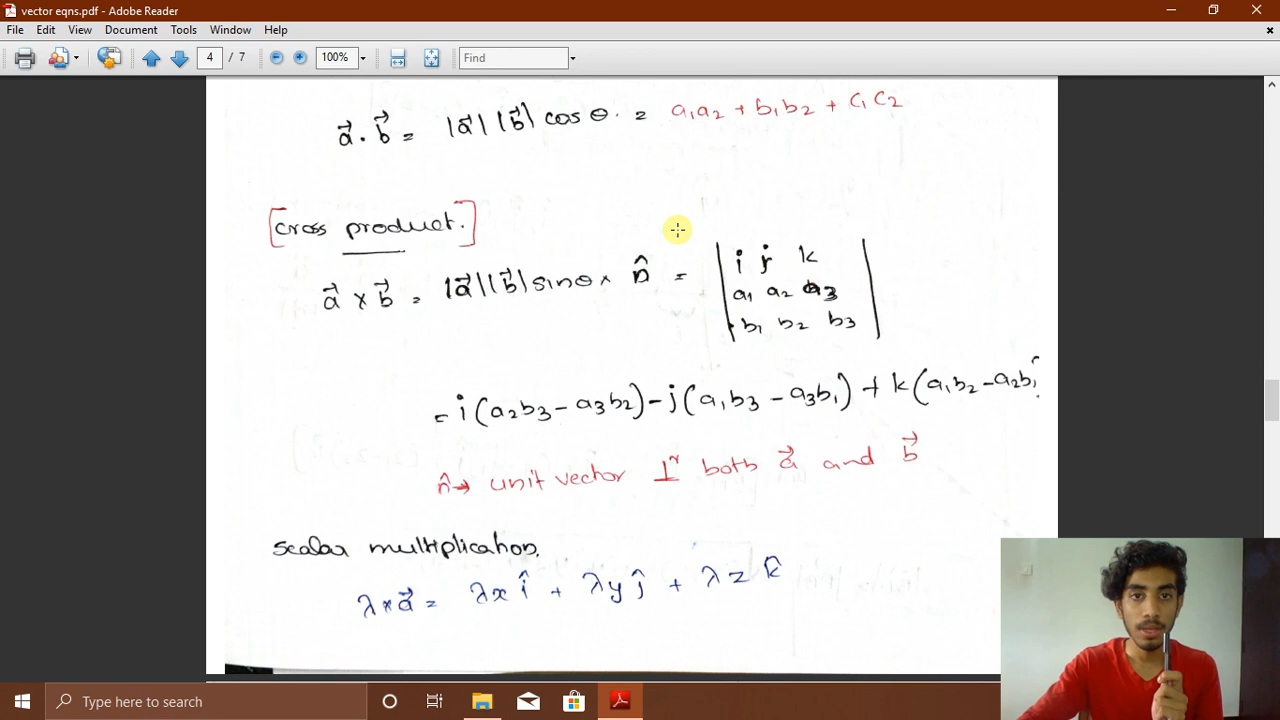 vector eqns.pdf - Adobe Reader
File Edit View Document Tools Window Help
4 / 7 100% Find
a⃗ . b⃗ = |a⃗| |b⃗| cos θ. = a₁a₂ + b₁b₂ + c₁c₂
[Cross product.]
a⃗ × b⃗ = |a⃗||b⃗| sinθ × n̂ = | i j k
a₁ a₂ a₃
b₁ b₂ b₃ |
= i(a₂b₃ - a₃b₂) - j(a₁b₃ - a₃b₁) + k(a₁b₂ - a₂b₁
n̂ → unit vector ⊥r both a⃗ and b⃗
scalar multiplication.
λ × a⃗ = λx î + λy ĵ + λz k̂
Type here to search